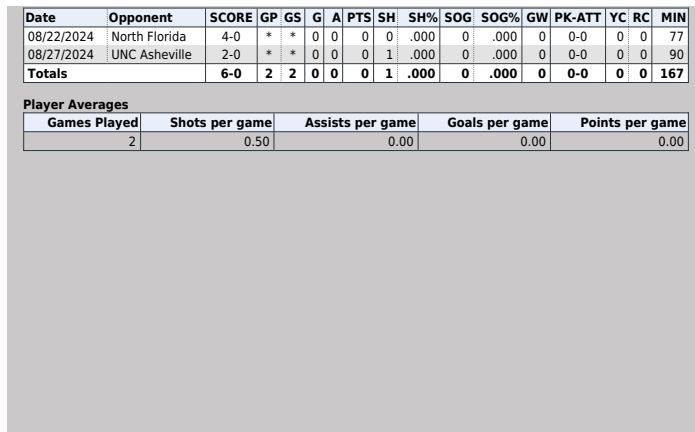 Date Opponent SCORE GP GS G A PTS SH SH% SOG SOG% GW PK-ATT YC RC MIN
08/22/2024 North Florida 4-0 * * 0 0 0 0 .000 0 .000 0 0-0 0 0 77
08/27/2024 UNC Asheville 2-0 * * 0 0 0 1 .000 0 .000 0 0-0 0 0 90
Totals 6-0 2 2 0 0 0 1 .000 0 .000 0 0-0 0 0 167
Player Averages
Games Played Shots per game Assists per game Goals per game Points per game
2 0.50 0.00 0.00 0.00